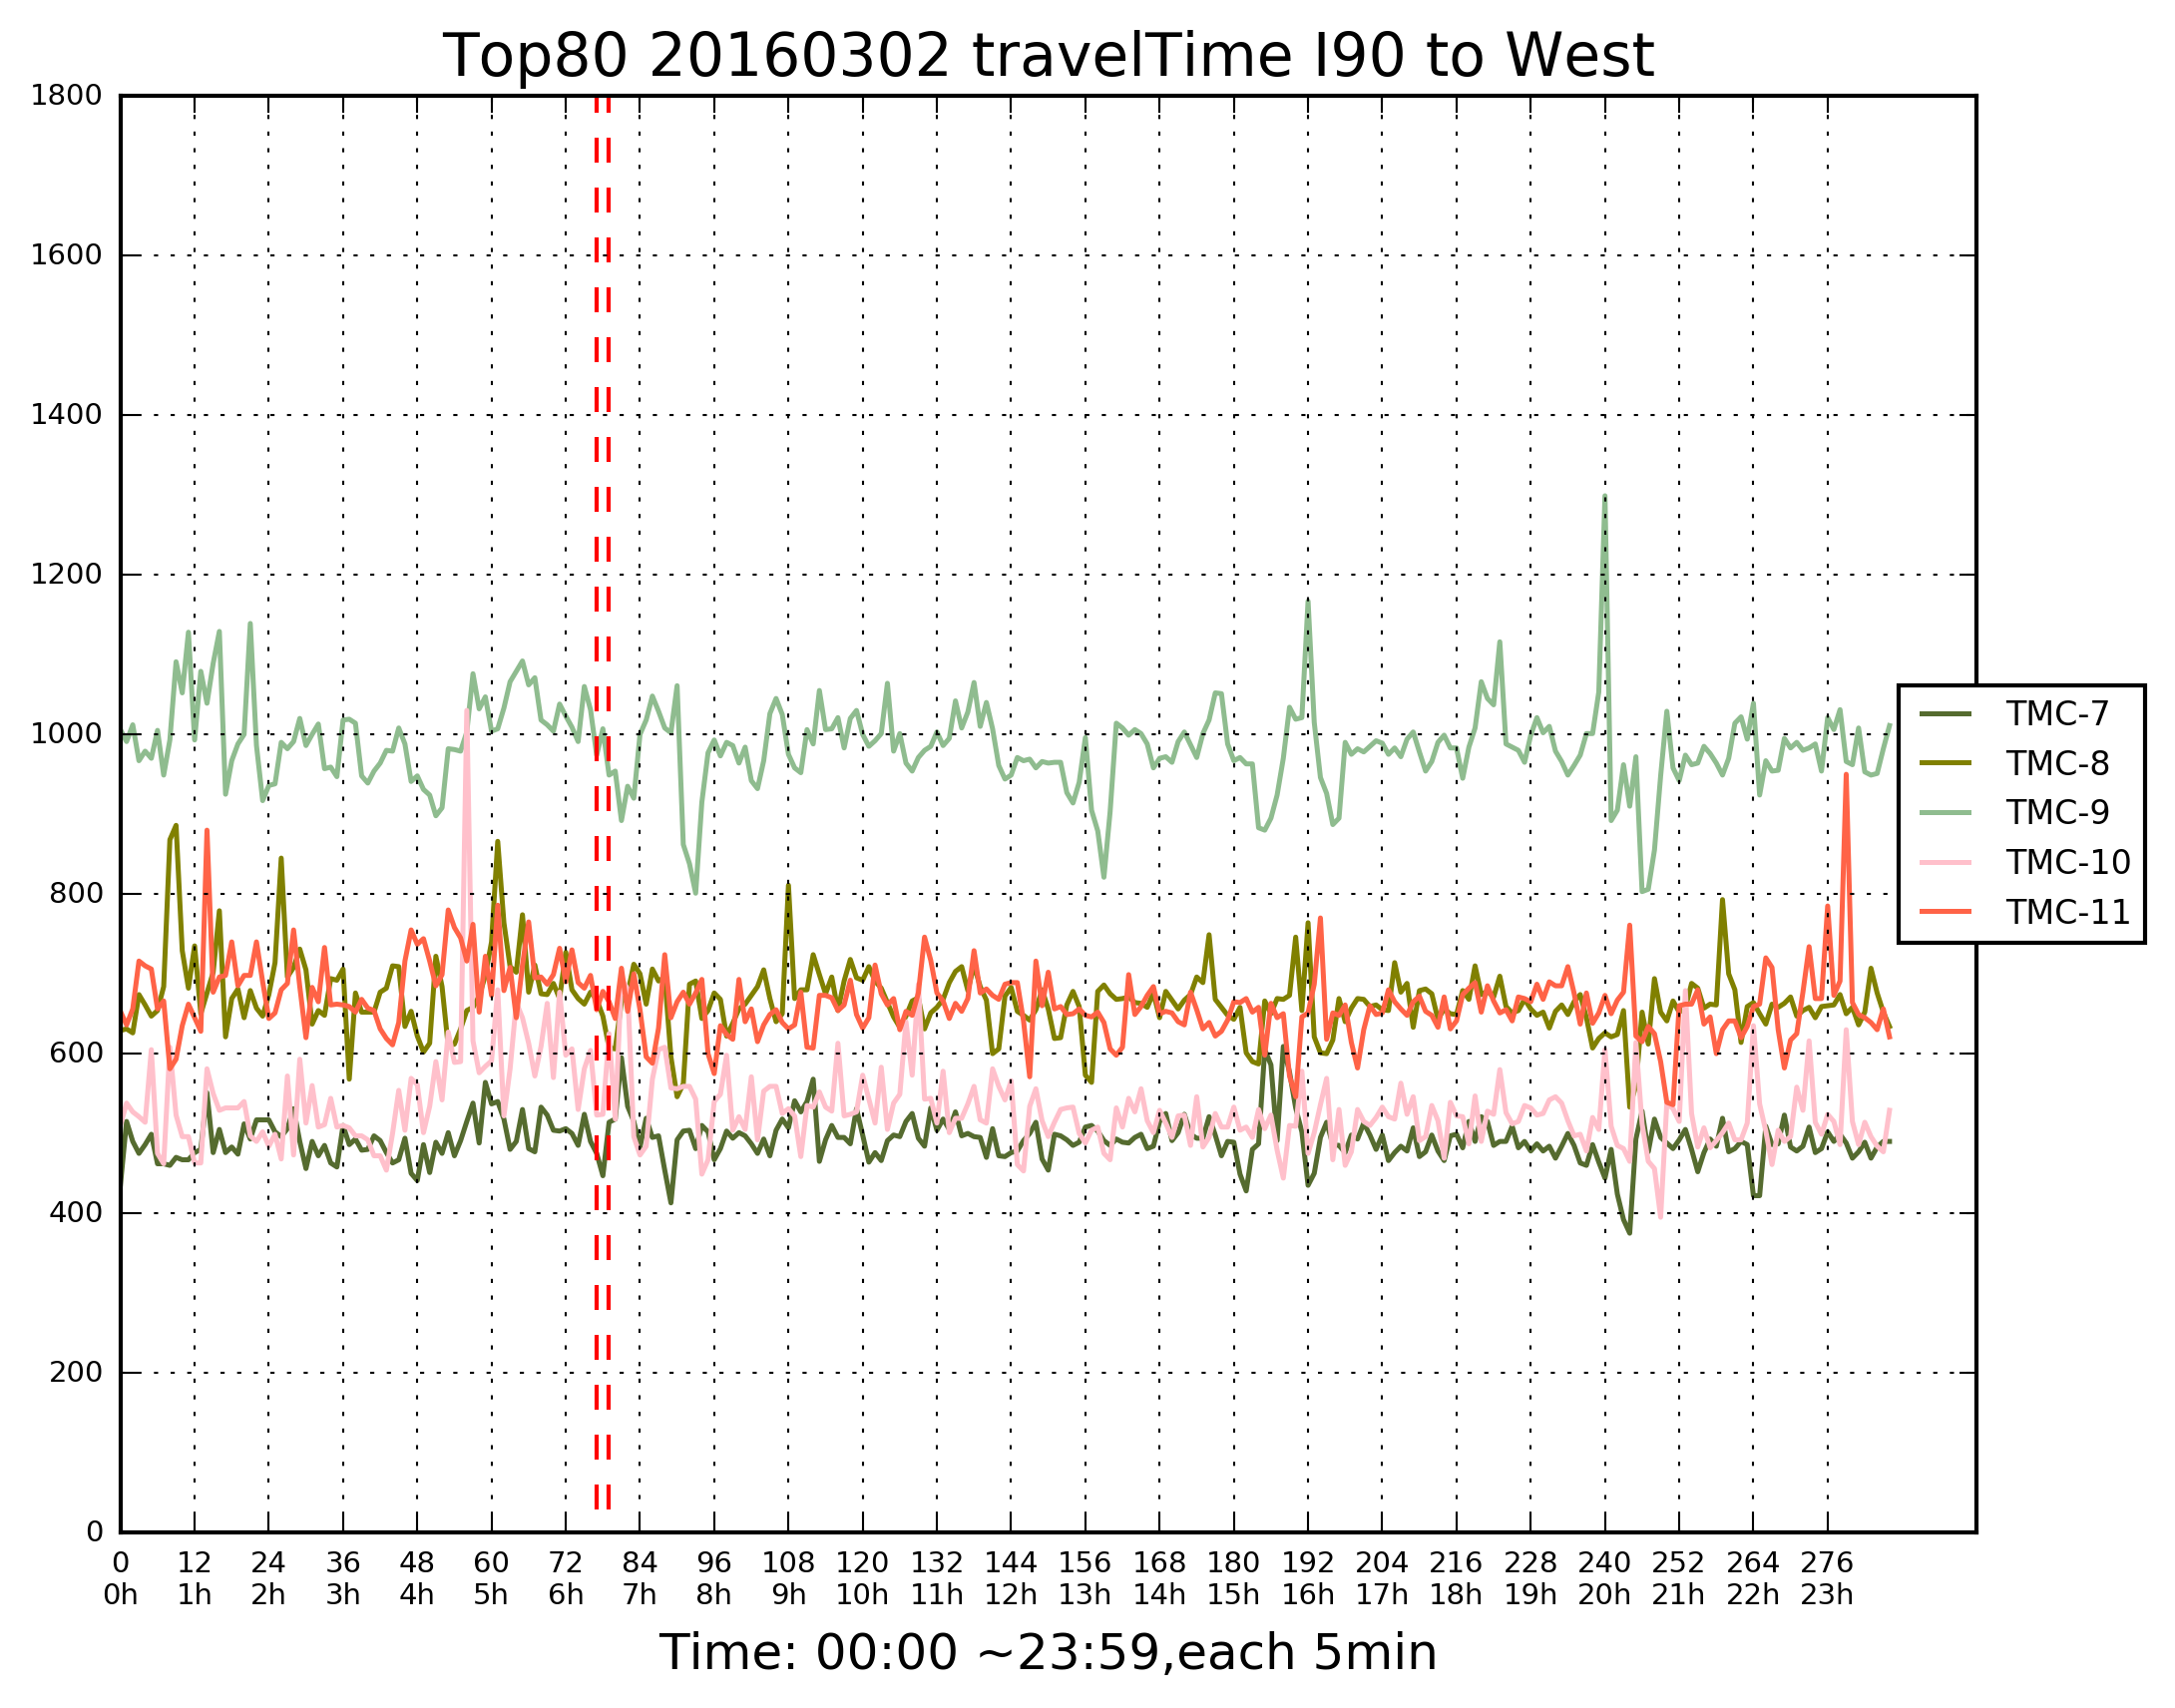 Top80 20160302 travelTime I90 to West
1800
1600
1400
1200
1000
800
600
400
200
0
TMC-7
TMC-8
TMC-9
TMC-10
TMC-11
0 12 24 36 48 60 72 84 96 108 120 132 144 156 168 180 192 204 216 228 240 252 264 276
0h 1h 2h 3h 4h 5h 6h 7h 8h 9h 10h 11h 12h 13h 14h 15h 16h 17h 18h 19h 20h 21h 22h 23h
Time: 00:00 ~23:59,each 5min